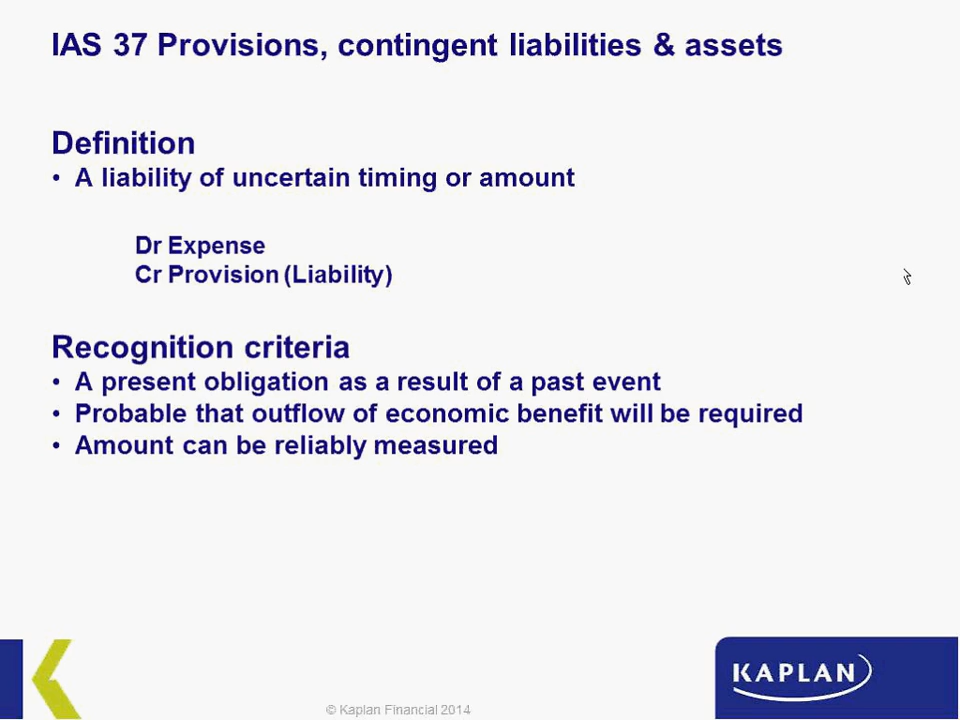 IAS 37 Provisions, contingent liabilities & assets
Definition
• A liability of uncertain timing or amount
Dr Expense
Cr Provision (Liability)
Recognition criteria
• A present obligation as a result of a past event
• Probable that outflow of economic benefit will be required
• Amount can be reliably measured
KAPLAN
© Kaplan Financial 2014